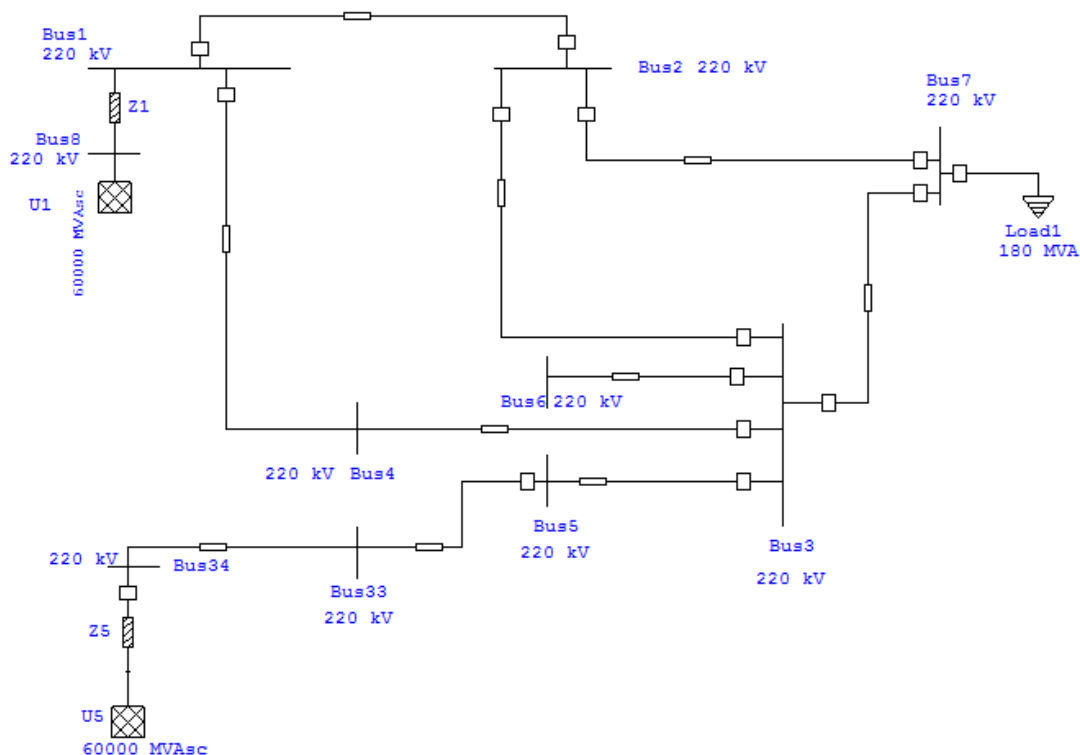 Bus1
220 kV
Bus2 220 kV
Bus7
220 kV
Z1
Bus8
220 kV
U1
60000 MVAsc
Load1
180 MVA
Bus6 220 kV
220 kV Bus4
Bus5
220 kV
Bus3
220 kV
220 kV
Bus34
Bus33
220 kV
Z5
U5
60000 MVAsc